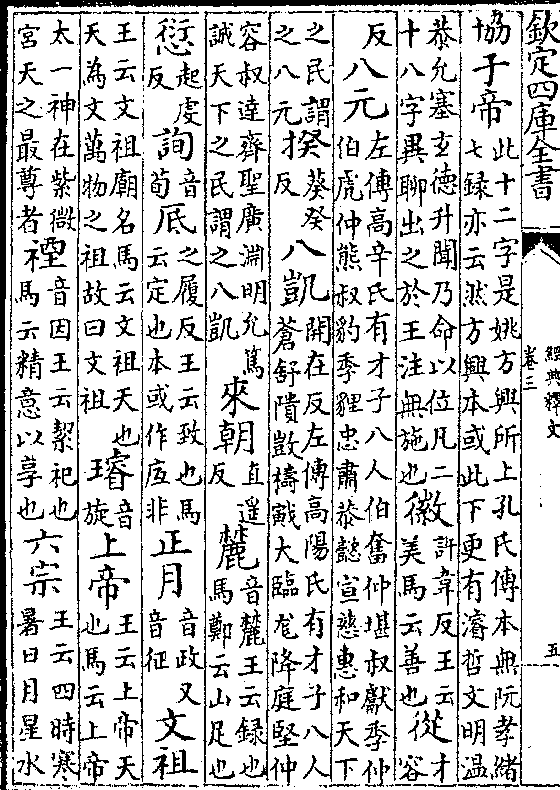 欽定四庫全書
經典釋文
卷三
五
協于帝此十二字是姚方興所上孔氏傳本無阮孝緒七録亦云然方興本或此下更有濬哲文明温
恭允塞玄德升聞乃命以位凡二十八字異聊出之於王注無施也徽許韋反王云美馬云善也從才容
反八元左傳高辛氏有才子八人伯奮仲堪叔獻季仲伯虎仲熊叔豹季貍忠肅恭懿宣慈惠和天下
之民謂之八元揆葵癸反八凱開在反左傳高陽氏有才子八人蒼舒隤敳檮戭大臨尨降庭堅仲
容叔達齊聖廣淵明允篤誠天下之民謂之八凱來朝直遥反麓音麓王云録也馬鄭云山足也
愆起虔反詢音荀厎之履反王云致也馬云定也本或作庢非正月音政又音征文祖
王云文祖廟名馬云文祖天也天為文萬物之祖故曰文祖璿音旋上帝王云上帝天也馬云上帝
太一神在紫微宮天之最尊者禋音因王云絜祀也馬云精意以享也六宗王云四時寒暑日月星水